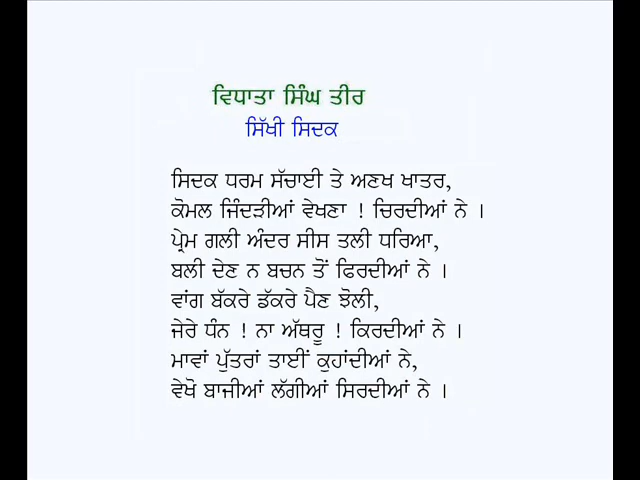 ਵਿਧਾਤਾ ਸਿੰਘ ਤੀਰ
ਸਿੱਖੀ ਸਿਦਕ
ਸਿਦਕ ਧਰਮ ਸੱਚਾਈ ਤੇ ਅਣਖ ਖਾਤਰ,
ਕੋਮਲ ਜਿੰਦੜੀਆਂ ਵੇਖਣਾ ! ਚਿਰਦੀਆਂ ਨੇ ।
ਪ੍ਰੇਮ ਗਲੀ ਅੰਦਰ ਸੀਸ ਤਲੀ ਧਰਿਆ,
ਬਲੀ ਦੇਣ ਨ ਬਚਨ ਤੋਂ ਫਿਰਦੀਆਂ ਨੇ ।
ਵਾਂਗ ਬੱਕਰੇ ਡੱਕਰੇ ਪੈਣ ਝੋਲੀ,
ਜੇਰੇ ਧੰਨ ! ਨਾ ਅੱਥਰੂ ! ਕਿਰਦੀਆਂ ਨੇ ।
ਮਾਵਾਂ ਪੁੱਤਰਾਂ ਤਾਈਂ ਕੁਹਾਂਦੀਆਂ ਨੇ,
ਵੇਖੋ ਬਾਜੀਆਂ ਲੱਗੀਆਂ ਸਿਰਦੀਆਂ ਨੇ ।